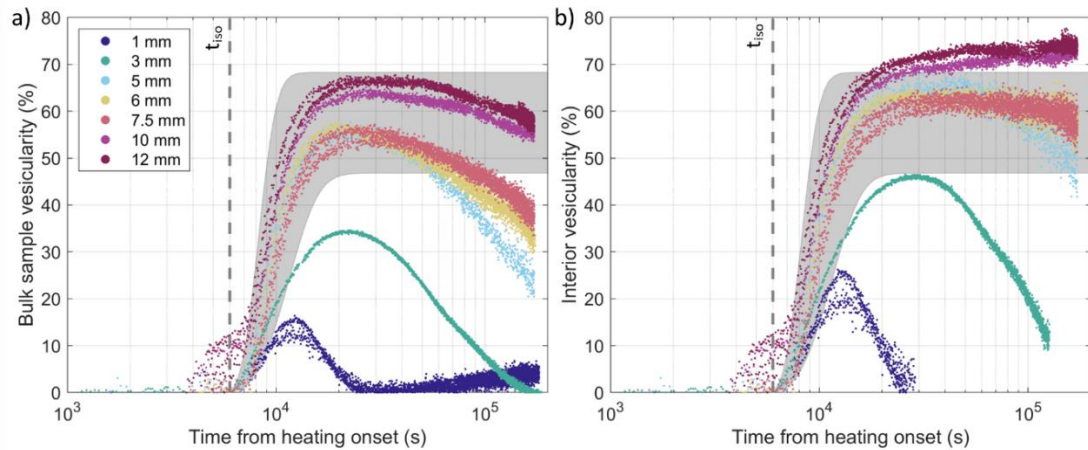 a)
Bulk sample vesicularity (%)
80
70
60
50
40
30
20
10
0
t_iso
1 mm
3 mm
5 mm
6 mm
7.5 mm
10 mm
12 mm
10^3
10^4
10^5
Time from heating onset (s)
b)
Interior vesicularity (%)
80
70
60
50
40
30
20
10
0
t_iso
10^3
10^4
10^5
Time from heating onset (s)